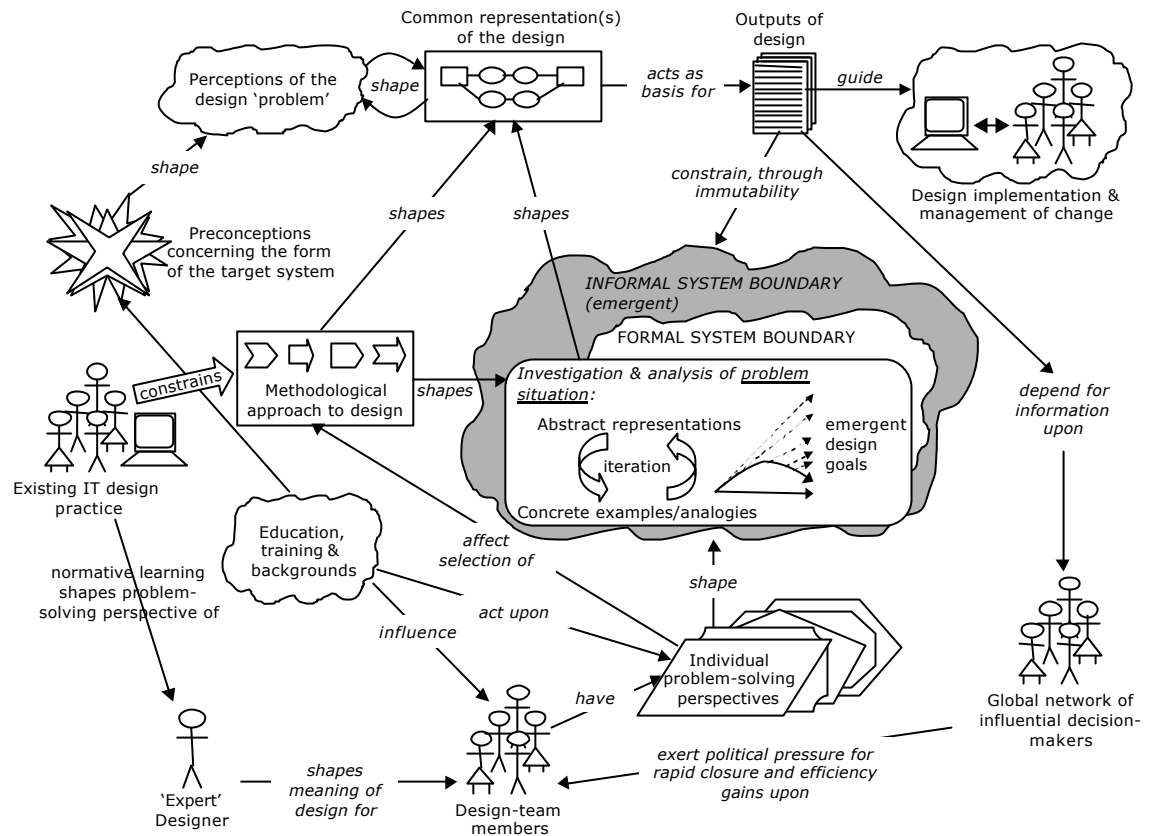 Common representation(s)
of the design
Outputs of
design
Perceptions of the
design ‘problem’
shape
acts as
basis for
guide
shape
constrain, through
immutability
Design implementation &
management of change
shapes
shapes
Preconceptions
concerning the form
of the target system
INFORMAL SYSTEM BOUNDARY
(emergent)
FORMAL SYSTEM BOUNDARY
constrains
Methodological
approach to design
shapes
Investigation & analysis of problem
situation:
Abstract representations
iteration
Concrete examples/analogies
emergent
design
goals
depend for
information
upon
Existing IT design
practice
Education,
training &
backgrounds
affect
selection of
normative learning
shapes problem-
solving perspective of
act upon
shape
influence
Individual
problem-solving
perspectives
have
Global network of
influential decision-
makers
exert political pressure for
rapid closure and efficiency
gains upon
shapes
meaning of
design for
‘Expert’
Designer
Design-team
members